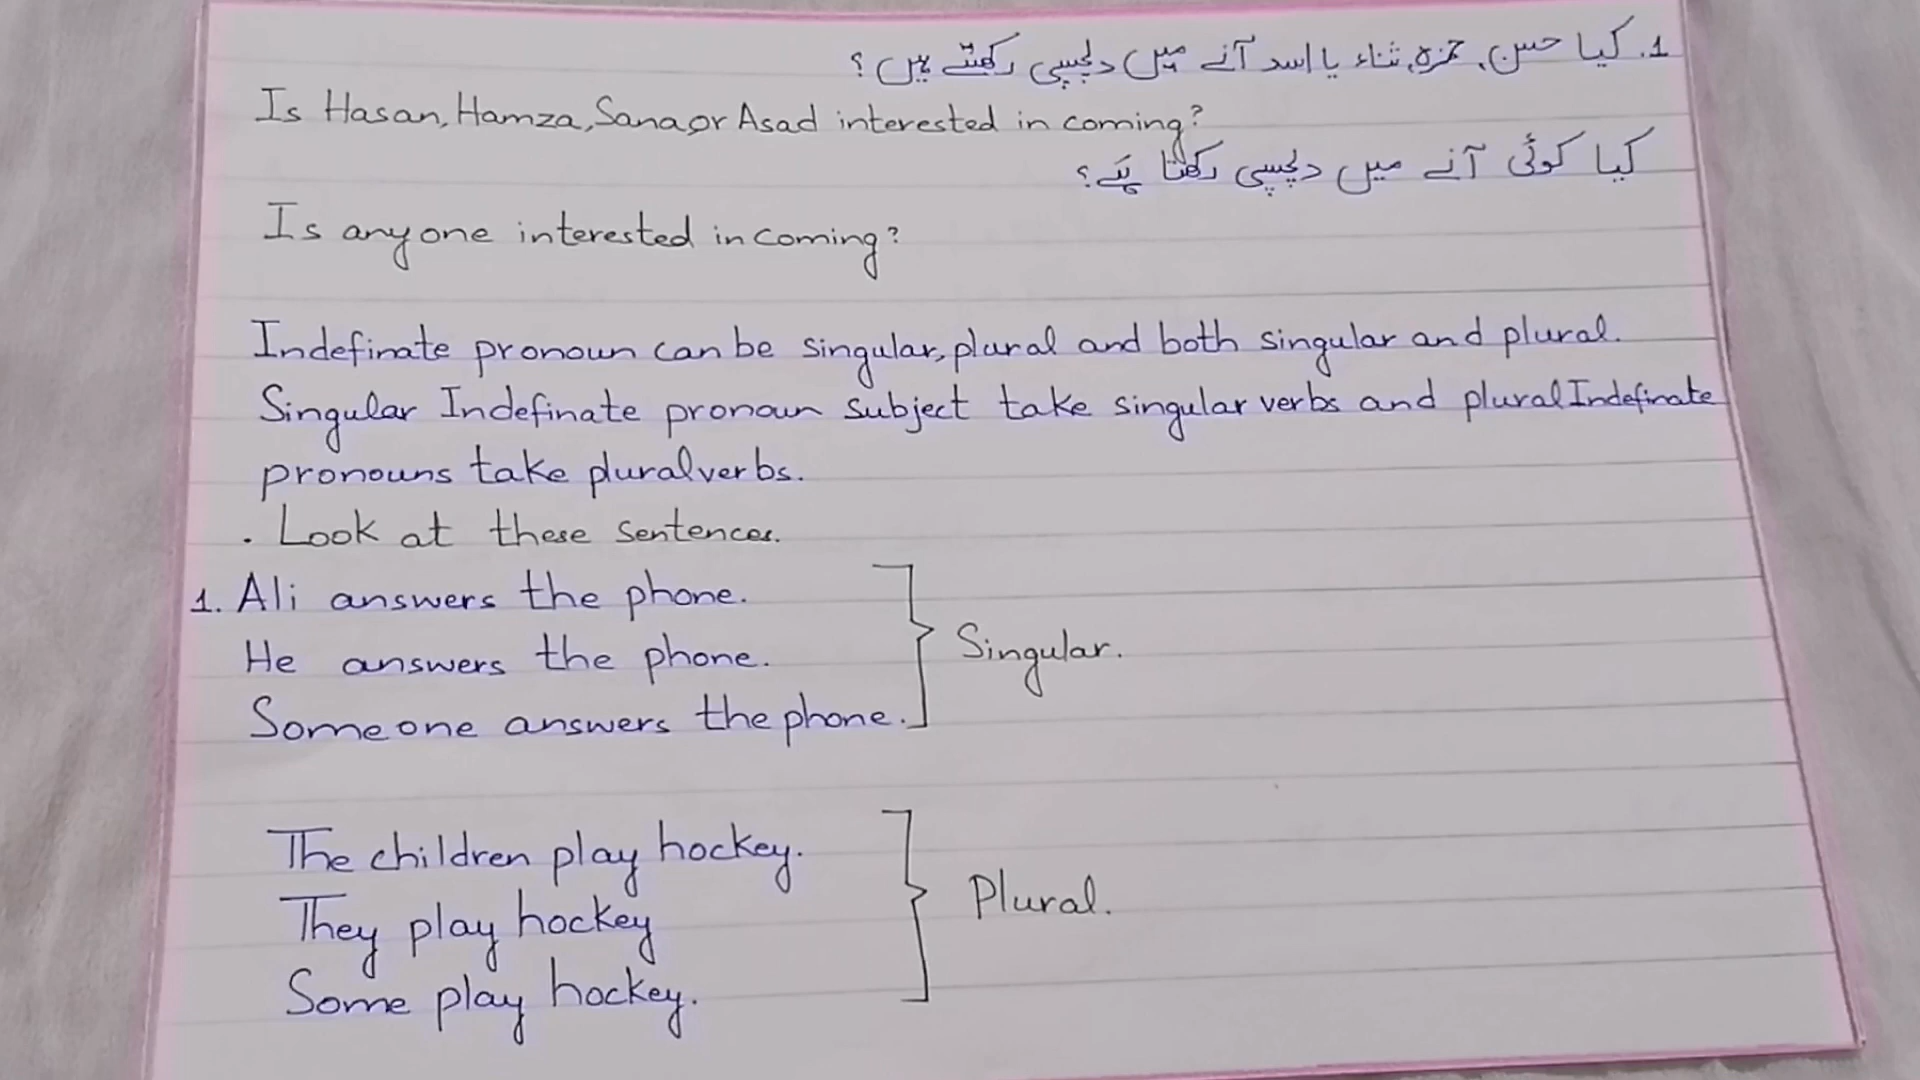 1. کیا حسن، حمزہ، ثناء یا اسد آنے میں دلچسپی رکھتے ہیں؟
Is Hasan, Hamza, Sana or Asad interested in coming?
کیا کوئی آنے میں دلچسپی رکھتا ہے؟
Is anyone interested in coming?
Indefinate pronoun can be singular, plural and both singular and plural.
Singular Indefinate pronoun subject take singular verbs and plural Indefinate
pronouns take plural verbs.
. Look at these sentences.
1. Ali answers the phone.
He answers the phone.
Singular.
Someone answers the phone.
The children play hockey.
They play hockey
Plural.
Some play hockey.